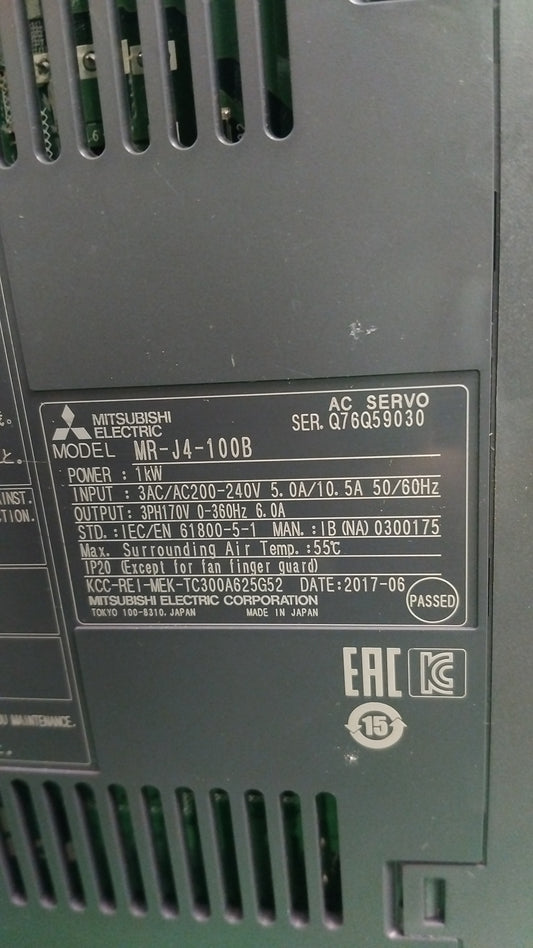 MITSUBISHI
ELECTRIC
AC SERVO
SER. Q76Q59030
MODEL MR-J4-100B
POWER : 1kW
INPUT : 3AC/AC200-240V 5.0A/10.5A 50/60Hz
OUTPUT: 3PH170V 0-360Hz 6.0A
STD.:IEC/EN 61800-5-1 MAN.:IB(NA)0300175
Max. Surrounding Air Temp.:55℃
IP20 (Except for fan finger guard)
KCC-REI-MEK-TC300A625G52 DATE:2017-06
PASSED
MITSUBISHI ELECTRIC CORPORATION
TOKYO 100-8310, JAPAN MADE IN JAPAN
EAC
15
MAINTENANCE.